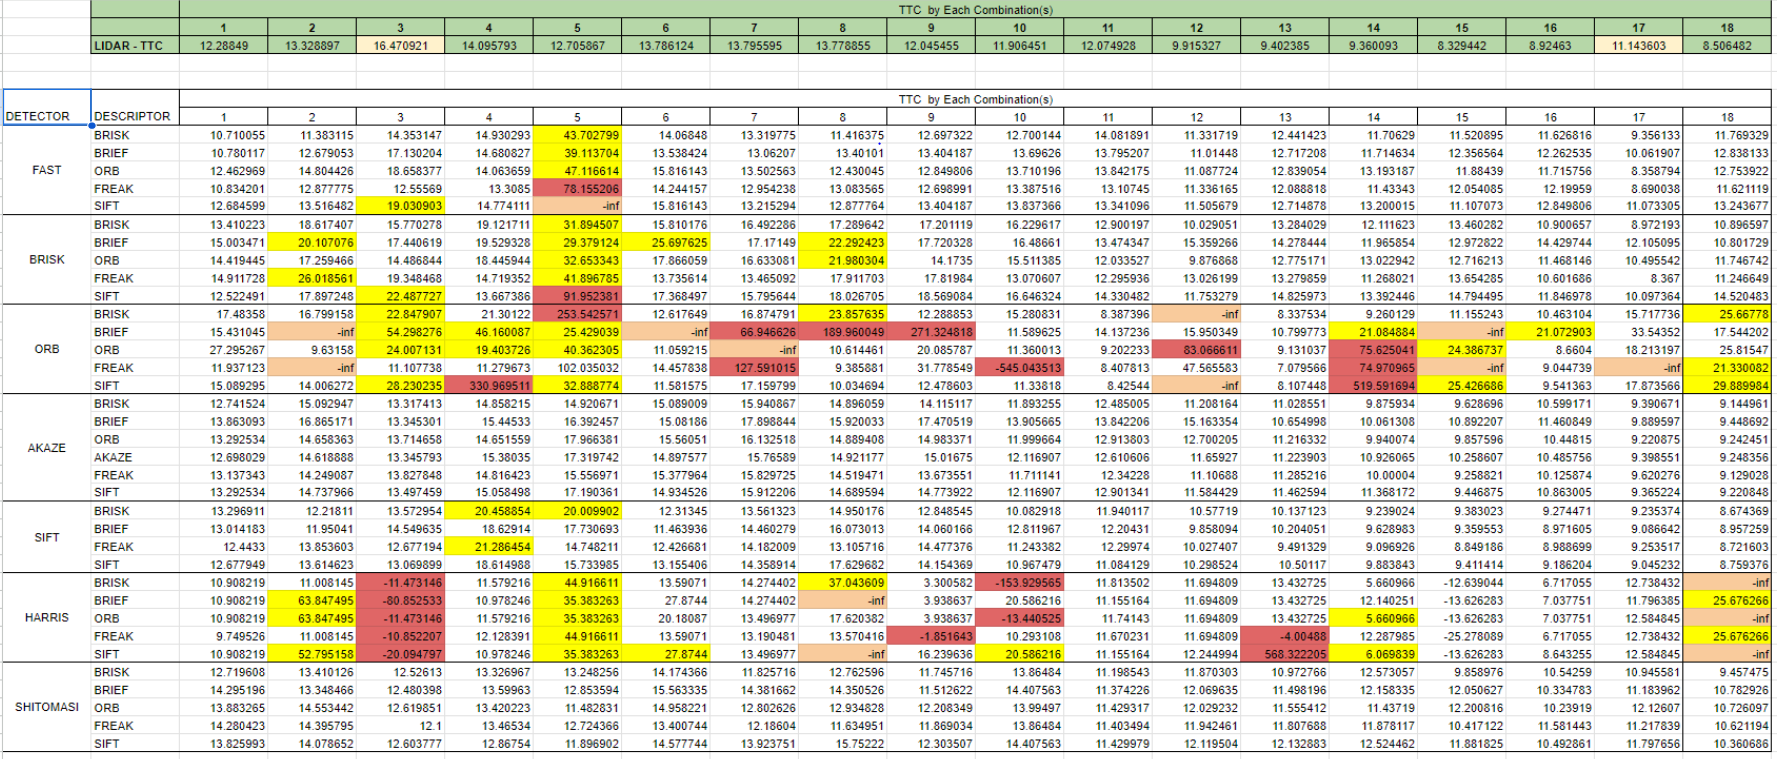 TTC by Each Combination(s)
1 2 3 4 5 6 7 8 9 10 11 12 13 14 15 16 17 18
LIDAR - TTC 12.28849 13.328897 16.470921 14.095793 12.705867 13.786124 13.795595 13.778855 12.045455 11.906451 12.074928 9.915327 9.402385 9.360093 8.329442 8.92463 11.143603 8.506482
TTC by Each Combination(s)
DETECTOR DESCRIPTOR 1 2 3 4 5 6 7 8 9 10 11 12 13 14 15 16 17 18
BRISK 10.710055 11.383115 14.353147 14.930293 43.702799 14.06848 13.319775 11.416375 12.697322 12.700144 14.081891 11.331719 12.441423 11.70629 11.520895 11.626816 9.356133 11.769329
BRIEF 10.780117 12.679053 17.130204 14.680827 39.113704 13.538424 13.06207 13.40101 13.404187 13.69626 13.795207 11.01448 12.717208 11.714634 12.356564 12.262535 10.061907 12.838133
FAST ORB 12.462969 14.804426 18.658377 14.063659 47.116614 15.816143 13.502563 12.430045 12.849806 13.710196 13.842175 11.087724 12.839054 13.193187 11.88439 11.715756 8.358794 12.753922
FREAK 10.834201 12.877775 12.55569 13.3085 78.155206 14.244157 12.954238 13.083565 12.698991 13.387516 13.10745 11.336165 12.088818 11.43343 12.054085 12.19959 8.690038 11.621119
SIFT 12.684599 13.516482 19.030903 14.774111 -inf 15.816143 13.215294 12.877764 13.404187 13.837366 13.341096 11.505679 12.714878 13.200015 11.107073 12.849806 11.073305 13.243677
BRISK 13.410223 18.617407 15.770278 19.121711 31.894507 15.810176 16.492286 17.289642 17.201119 16.229617 12.900197 10.029051 13.284029 12.111623 13.460282 10.900657 8.972193 10.896597
BRIEF 15.003471 20.107076 17.440619 19.529328 29.379124 25.697625 17.17149 22.292423 17.720328 16.48661 13.474347 15.359266 14.278444 11.965854 12.972822 14.429744 12.105095 10.801729
BRISK ORB 14.419445 17.259466 14.486844 18.445944 32.653343 17.866059 16.633081 21.980304 14.1735 15.511385 12.033527 9.876868 12.775171 13.022942 12.716213 11.468146 10.495542 11.746742
FREAK 14.911728 26.018561 19.348468 14.719352 41.896785 13.735614 13.465092 17.911703 17.81984 13.070607 12.295936 13.026199 13.279859 11.268021 13.654285 10.601686 8.367 11.246649
SIFT 12.522491 17.897248 22.487727 13.667386 91.952381 17.368497 15.795644 18.026705 18.569084 16.646324 14.330482 11.753279 14.825973 13.392446 14.794495 11.846978 10.097364 14.520483
BRISK 17.48358 16.799158 22.847907 21.30122 253.542571 12.617649 16.874791 23.857635 12.288853 15.280831 8.387396 -inf 8.337534 9.260129 11.155243 10.463104 15.717736 25.66778
BRIEF 15.431045 -inf 54.298276 46.160087 25.429039 -inf 66.946626 189.960049 271.324818 11.589625 14.137236 15.950349 10.799773 21.084884 -inf 21.072903 33.54352 17.544202
ORB ORB 27.295267 9.63158 24.007131 19.403726 40.362305 11.059215 -inf 10.614461 20.085787 11.360013 9.202233 83.066611 9.131037 75.625041 24.386737 8.6604 18.213197 25.81547
FREAK 11.937123 -inf 11.107738 11.279673 102.035032 14.457838 127.591015 9.385881 31.778549 -545.043513 8.407813 47.565583 7.079566 74.970965 -inf 9.044739 -inf 21.330082
SIFT 15.089295 14.006272 28.230235 330.969511 32.888774 11.581575 17.159799 10.034694 12.478603 11.33818 8.42544 -inf 8.107448 519.591694 25.426686 9.541363 17.873566 29.889984
BRISK 12.741524 15.092947 13.317413 14.858215 14.920671 15.089009 15.940867 14.896059 14.115117 11.893255 12.485005 11.208164 11.028551 9.875934 9.628696 10.599171 9.390671 9.144961
BRIEF 13.863093 16.865171 13.345301 15.44533 16.392457 15.08186 17.898844 15.920033 17.470519 13.905665 13.842206 15.163354 10.654998 10.061308 10.892207 11.460849 9.889597 9.448692
ORB 13.292534 14.658363 13.714658 14.651559 17.966381 15.56051 16.132518 14.889408 14.983371 11.999664 12.913803 12.700205 11.216332 9.940074 9.857596 10.44815 9.220875 9.242451
AKAZE AKAZE 12.698029 14.618888 13.345793 15.38035 17.319742 14.897577 15.76589 14.921177 15.01675 12.116907 12.610606 11.65927 11.223903 10.926065 10.258607 10.485756 9.398551 9.248356
FREAK 13.137343 14.249087 13.827848 14.816423 15.556971 15.377964 15.829725 14.519471 13.673551 11.711141 12.34228 11.10688 11.285216 10.00004 9.258821 10.125874 9.620276 9.129028
SIFT 13.292534 14.737966 13.497459 15.058498 17.190361 14.934526 15.912206 14.689594 14.773922 12.116907 12.901341 11.584429 11.462594 11.368172 9.446875 10.863005 9.365224 9.220848
BRISK 13.296911 12.21811 13.572954 20.458854 20.009902 12.31345 13.561323 14.950176 12.848545 10.082918 11.940117 10.57719 10.137123 9.239024 9.383023 9.274471 9.235374 8.674369
BRIEF 13.014183 11.95041 14.549635 18.62914 17.730693 11.463936 14.460279 16.073013 14.060166 12.811967 12.20431 9.858094 10.204051 9.628983 9.359553 8.971605 9.086642 8.957259
SIFT FREAK 12.4433 13.853603 12.677194 21.286454 14.748211 12.426681 14.182009 13.105716 14.477376 11.243382 12.29974 10.027407 9.491329 9.096926 8.849186 8.988699 9.253517 8.721603
SIFT 12.677949 13.614623 13.069899 18.614988 15.733985 13.155406 14.358914 17.629682 14.154369 10.967479 11.084129 10.298524 10.50117 9.883843 9.411414 9.186204 9.045232 8.759376
BRISK 10.908219 11.008145 -11.473146 11.579216 44.916611 13.59071 14.274402 37.043609 3.300582 -153.929565 11.813502 11.694809 13.432725 5.660966 -12.639044 6.717055 12.738432 -inf
BRIEF 10.908219 63.847495 -80.852533 10.978246 35.383263 27.8744 14.274402 -inf 3.938637 20.586216 11.155164 11.694809 13.432725 12.140251 -13.626283 7.037751 11.796385 25.676266
HARRIS ORB 10.908219 63.847495 -11.473146 11.579216 35.383263 20.18087 13.496977 17.620382 3.938637 -13.440525 11.74143 11.694809 13.432725 5.660966 -13.626283 7.037751 12.584845 -inf
FREAK 9.749526 11.008145 -10.852207 12.128391 44.916611 13.59071 13.190481 13.570416 -1.851643 10.293108 11.670231 11.694809 -4.00488 12.287985 -25.278089 6.717055 12.738432 25.676266
SIFT 10.908219 52.795158 -20.094797 10.978246 35.383263 27.8744 13.496977 -inf 16.239636 20.586216 11.155164 12.244994 568.322205 6.069839 -13.626283 8.643255 12.584845 -inf
BRISK 12.719608 13.410126 12.52613 13.326967 13.248256 14.174366 11.825716 12.762596 11.745716 13.86484 11.198543 11.870303 10.972766 12.573057 9.858976 10.54259 10.945581 9.457475
BRIEF 14.295196 13.348466 12.480398 13.59963 12.853594 15.563335 14.381662 14.350526 11.512622 14.407563 11.374226 12.069635 11.498196 12.158335 12.050627 10.334783 11.183962 10.782926
SHITOMASI ORB 13.883265 14.553442 12.619851 13.420223 11.482831 14.958221 12.802626 12.934828 12.208349 13.99497 11.429317 12.029232 11.555412 11.43719 12.200816 10.23919 12.12607 10.726097
FREAK 14.280423 14.395795 12.1 13.46534 12.724366 13.400744 12.18604 11.634951 11.869034 13.86484 11.403494 11.942461 11.807688 11.878117 10.417122 11.581443 11.217839 10.621194
SIFT 13.825993 14.078652 12.603777 12.86754 11.896902 14.577744 13.923751 15.75222 12.303507 14.407563 11.429979 12.119504 12.132883 12.524462 11.881825 10.492861 11.797656 10.360686